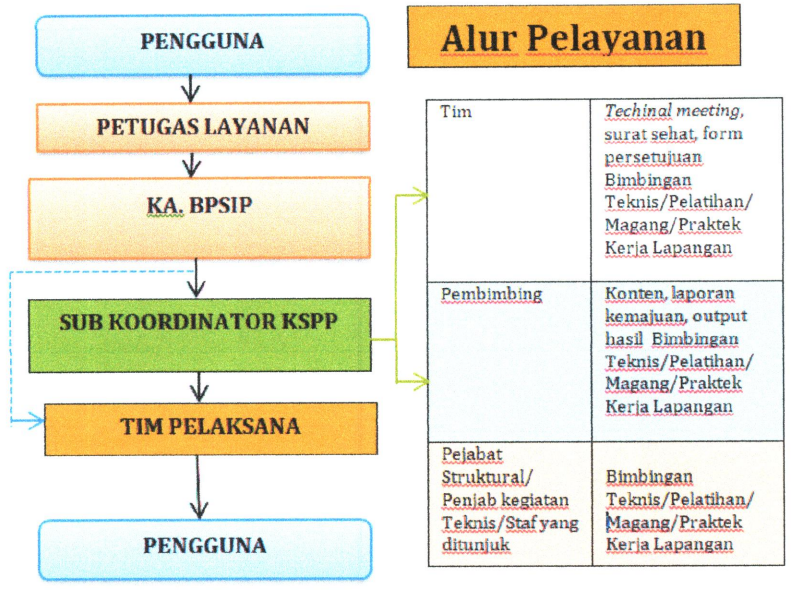 PENGGUNA
Alur Pelayanan
PETUGAS LAYANAN
KA. BPSIP
SUB KOORDINATOR KSPP
TIM PELAKSANA
PENGGUNA
Tim
Techinal meeting,
surat sehat, form
persetujuan
Bimbingan
Teknis/Pelatihan/
Magang/Praktek
Kerja Lapangan
Pembimbing
Konten, laporan
kemajuan, output
hasil Bimbingan
Teknis/Pelatihan/
Magang/Praktek
Kerja Lapangan
Pejabat
Struktural/
Penjab kegiatan
Teknis/Staf yang
ditunjuk
Bimbingan
Teknis/Pelatihan/
Magang/Praktek
Kerja Lapangan